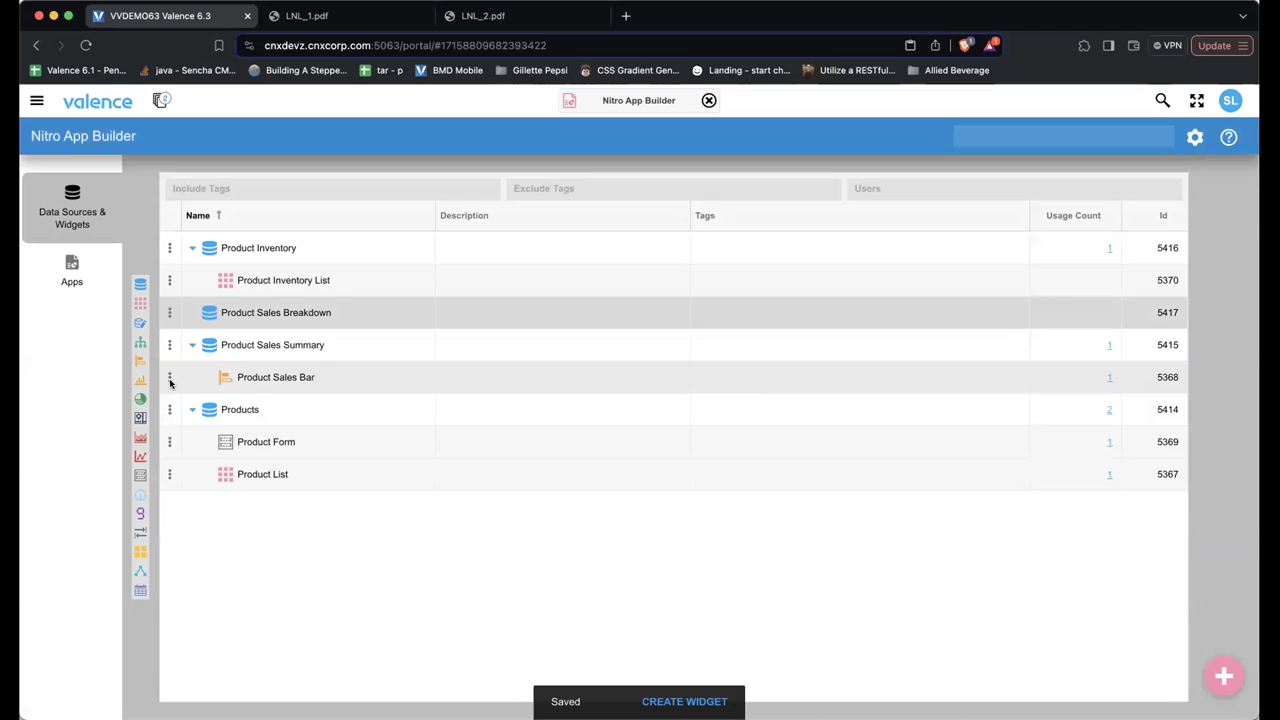 VVDEMO63 Valence 6.3
LNL_1.pdf
LNL_2.pdf
cnxdevz.cnxcorp.com:5063/portal/#17158809682393422
1
1
VPN
Update
Valence 6.1 - Pen...
java - Sencha CM...
Building A Steppe...
tar - p
BMD Mobile
Gillette Pepsi
CSS Gradient Gen...
Landing - start ch...
Utilize a RESTful...
Allied Beverage
valence
2
Nitro App Builder
SL
Nitro App Builder
Data Sources &
Widgets
Apps
Include Tags
Exclude Tags
Users
Name
Description
Tags
Usage Count
Id
Product Inventory 1 5416
Product Inventory List 5370
Product Sales Breakdown 5417
Product Sales Summary 1 5415
Product Sales Bar 1 5368
Products 2 5414
Product Form 1 5369
Product List 1 5367
Saved
CREATE WIDGET